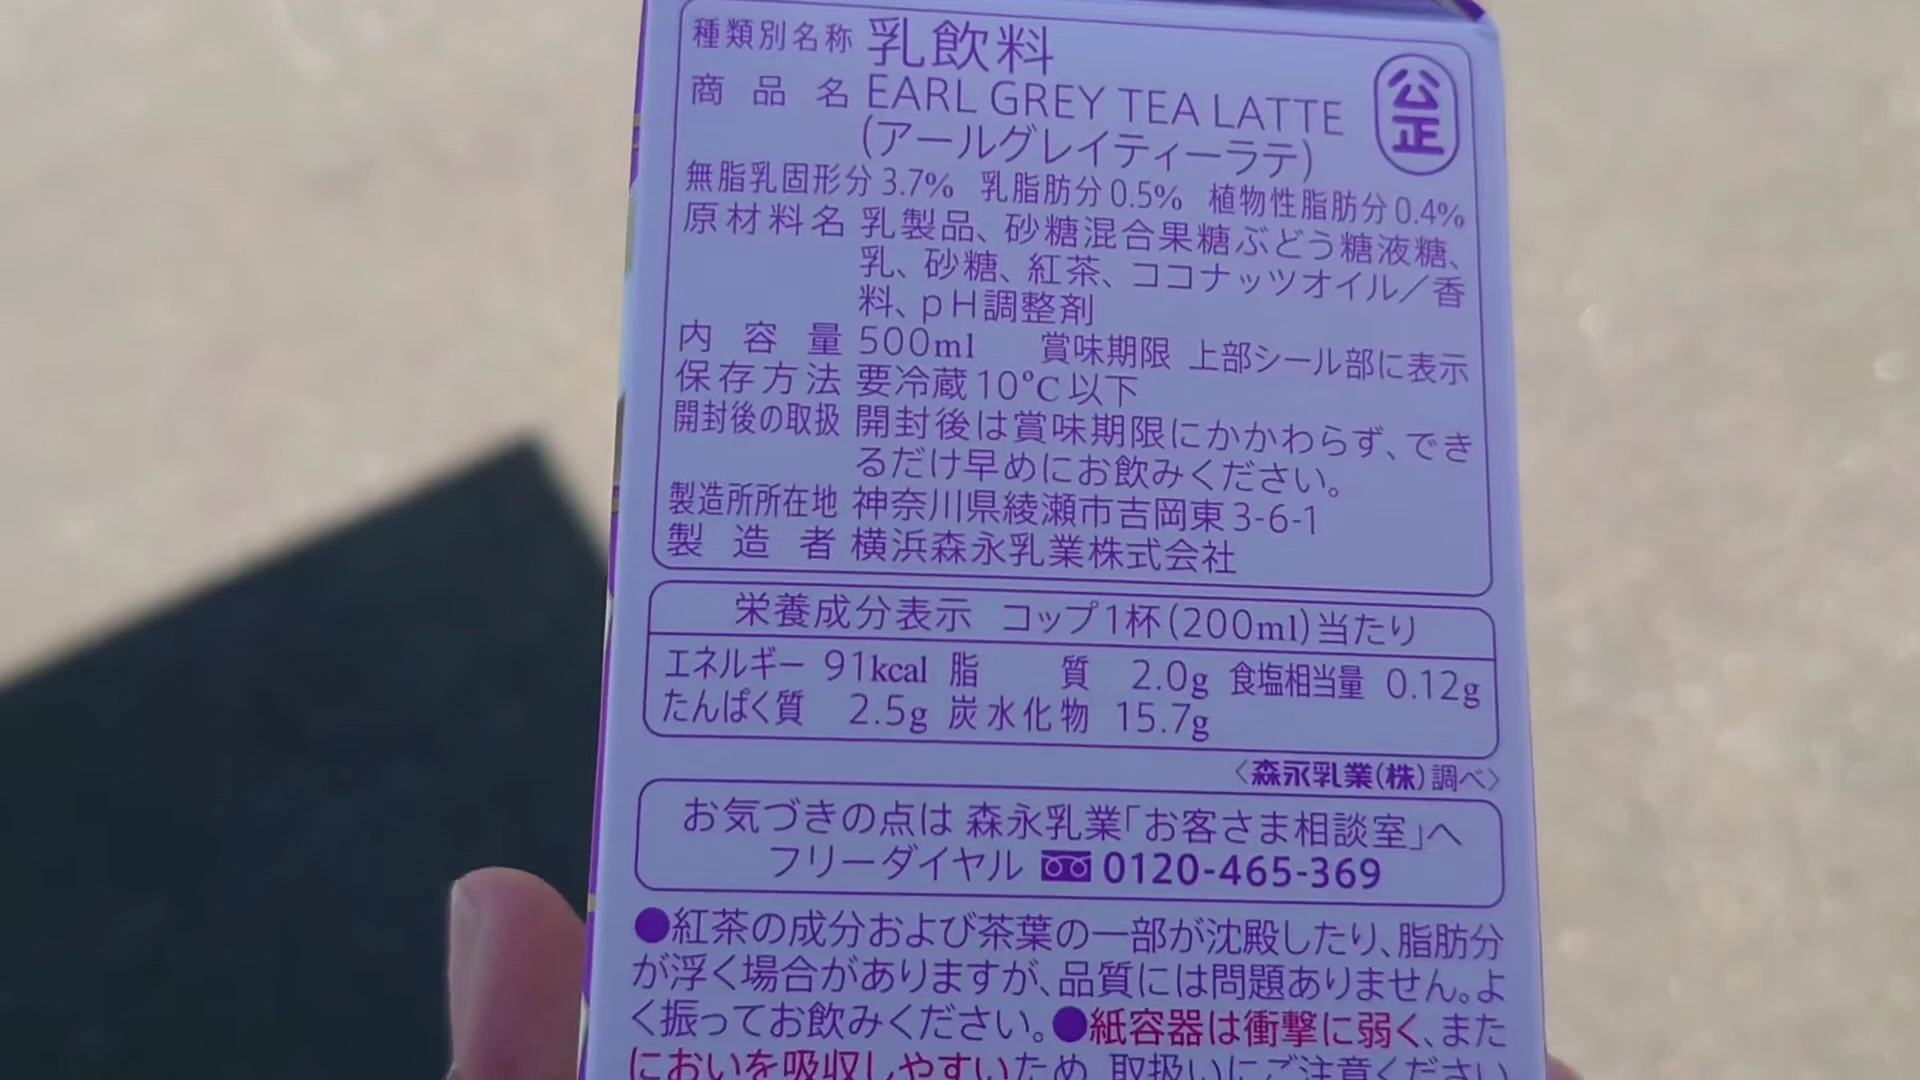 種類別名称 乳飲料
商品名 EARL GREY TEA LATTE
(アールグレイティーラテ)
公正
無脂乳固形分 3.7% 乳脂肪分 0.5% 植物性脂肪分 0.4%
原材料名 乳製品、砂糖混合果糖ぶどう糖液糖、
乳、砂糖、紅茶、ココナッツオイル／香
料、pH調整剤
内容量 500ml 賞味期限 上部シール部に表示
保存方法 要冷蔵10℃以下
開封後の取扱 開封後は賞味期限にかかわらず、でき
るだけ早めにお飲みください。
製造所所在地 神奈川県綾瀬市吉岡東3-6-1
製造者 横浜森永乳業株式会社
栄養成分表示 コップ1杯(200ml)当たり
エネルギー 91kcal 脂質 2.0g 食塩相当量 0.12g
たんぱく質 2.5g 炭水化物 15.7g
〈森永乳業(株)調べ〉
お気づきの点は 森永乳業「お客さま相談室」へ
フリーダイヤル 0120-465-369
●紅茶の成分および茶葉の一部が沈殿したり、脂肪分
が浮く場合がありますが、品質には問題ありません。よ
く振ってお飲みください。●紙容器は衝撃に弱く、また
においを吸収しやすいため、取扱いにご注意ください